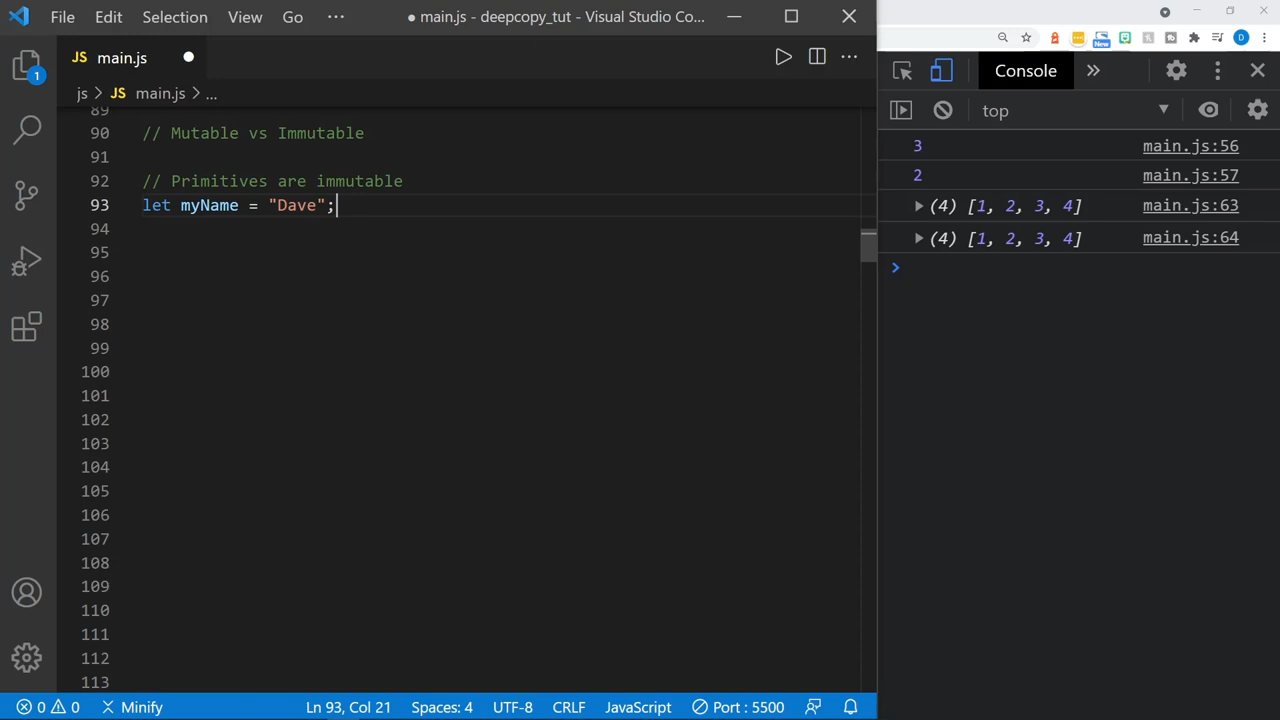 File Edit Selection View Go ··· ● main.js - deepcopy_tut - Visual Studio Co...
JS main.js ●
js > JS main.js > ...
89
90 // Mutable vs Immutable
91
92 // Primitives are immutable
93 let myName = "Dave";
94
95
96
97
98
99
100
101
102
103
104
105
106
107
108
109
110
111
112
113
1
0 0 Minify Ln 93, Col 21 Spaces: 4 UTF-8 CRLF JavaScript Port : 5500
New D
Console
top
3 main.js:56
2 main.js:57
(4) [1, 2, 3, 4] main.js:63
(4) [1, 2, 3, 4] main.js:64